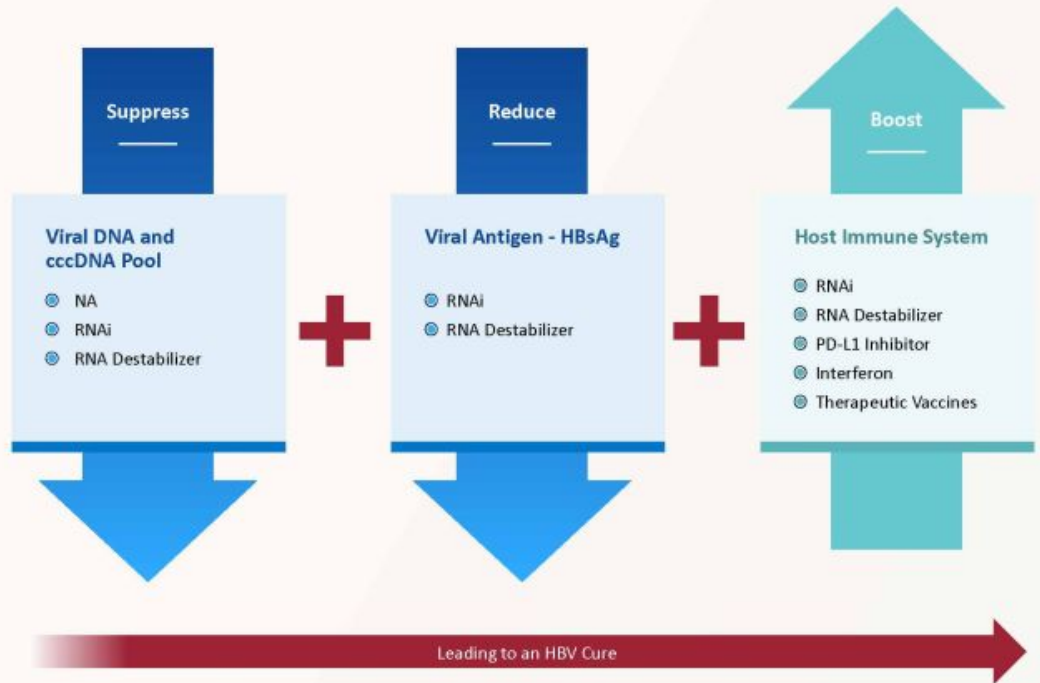 Suppress
Viral DNA and
cccDNA Pool
NA
RNAi
RNA Destabilizer
Reduce
Viral Antigen - HBsAg
RNAi
RNA Destabilizer
Boost
Host Immune System
RNAi
RNA Destabilizer
PD-L1 Inhibitor
Interferon
Therapeutic Vaccines
Leading to an HBV Cure